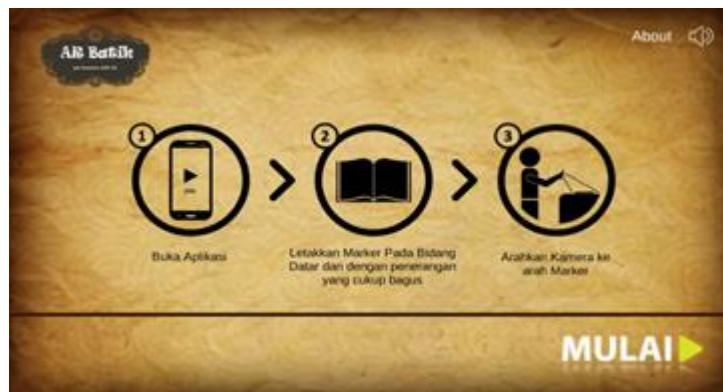 AR Batik
About
1
2
3
Buka Aplikasi
Letakkan Marker Pada Bidang
Datar dan dengan penerangan
yang cukup bagus
Arahkan Kamera ke
arah Marker
MULAI